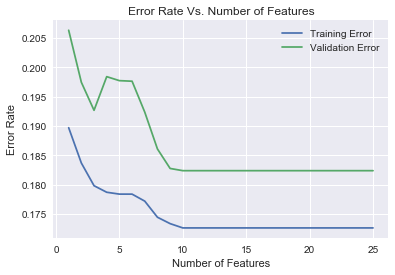 Error Rate Vs. Number of Features
Training Error
Validation Error
0.205
0.200
0.195
0.190
0.185
0.180
0.175
Error Rate
0
5
10
15
20
25
Number of Features